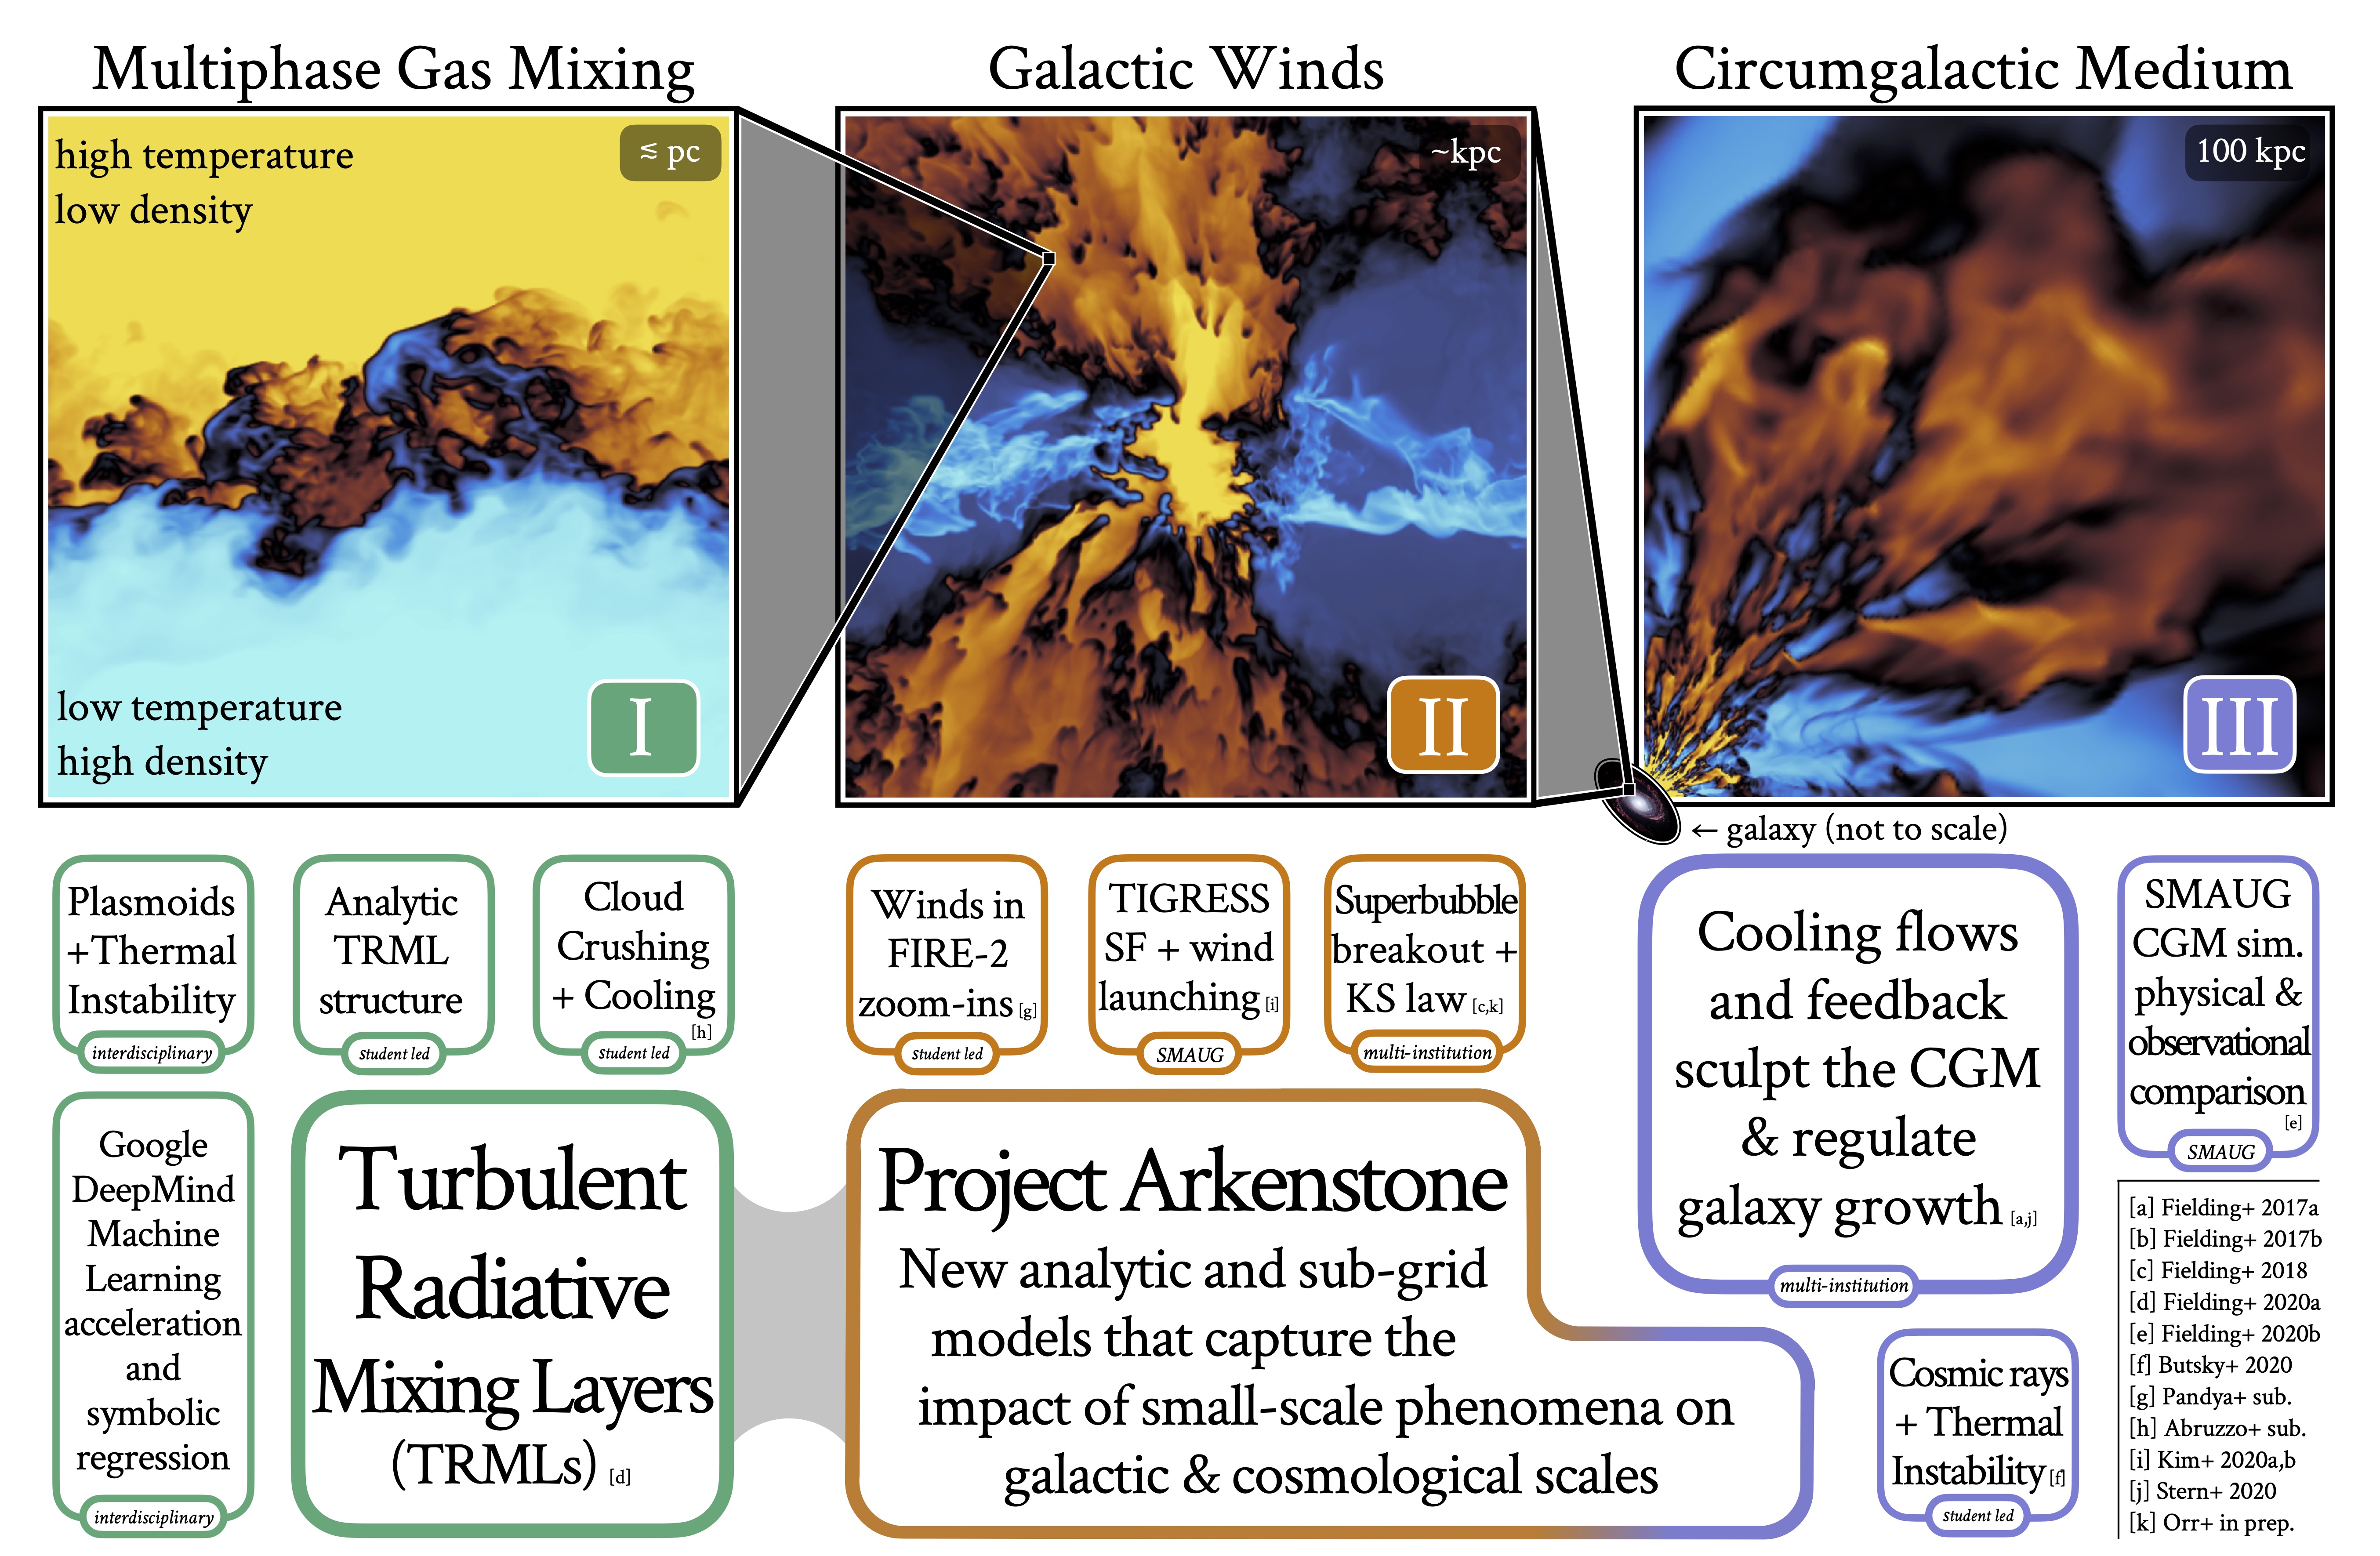 Multiphase Gas Mixing
high temperature
low density
≲ pc
low temperature
high density
I
Galactic Winds
~kpc
II
Circumgalactic Medium
100 kpc
III
← galaxy (not to scale)
Plasmoids
+Thermal
Instability
interdisciplinary
Analytic
TRML
structure
student led
Cloud
Crushing
+ Cooling
[h]
student led
Google
DeepMind
Machine
Learning
acceleration
and
symbolic
regression
interdisciplinary
Turbulent
Radiative
Mixing Layers
(TRMLs) [d]
Winds in
FIRE-2
zoom-ins [g]
student led
TIGRESS
SF + wind
launching [i]
SMAUG
Superbubble
breakout +
KS law [c,k]
multi-institution
Project Arkenstone
New analytic and sub-grid
models that capture the
impact of small-scale phenomena on
galactic & cosmological scales
Cooling flows
and feedback
sculpt the CGM
& regulate
galaxy growth [a,j]
multi-institution
SMAUG
CGM sim.
physical &
observational
comparison
[e]
SMAUG
Cosmic rays
+ Thermal
Instability [f]
student led
[a] Fielding+ 2017a
[b] Fielding+ 2017b
[c] Fielding+ 2018
[d] Fielding+ 2020a
[e] Fielding+ 2020b
[f] Butsky+ 2020
[g] Pandya+ sub.
[h] Abruzzo+ sub.
[i] Kim+ 2020a,b
[j] Stern+ 2020
[k] Orr+ in prep.